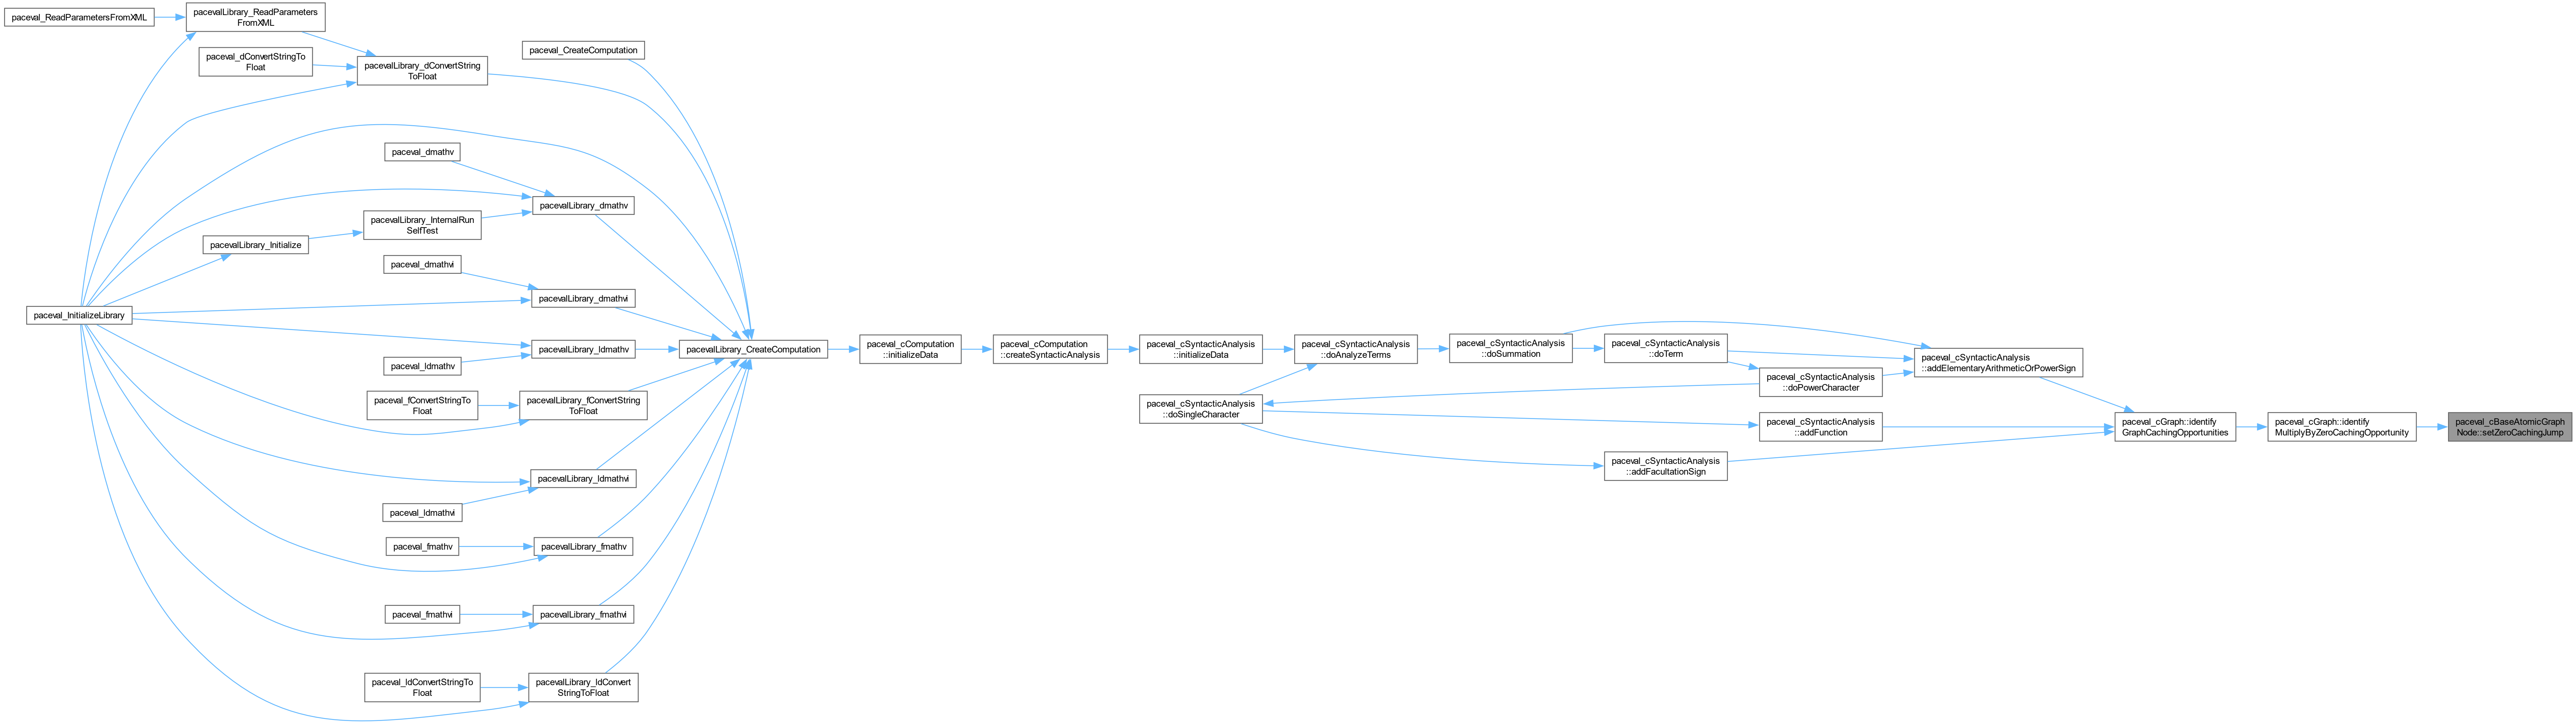 paceval_ReadParametersFromXML
pacevalLibrary_ReadParameters
FromXML
paceval_dConvertStringTo
Float
pacevalLibrary_dConvertString
ToFloat
paceval_CreateComputation
paceval_dmathv
pacevalLibrary_dmathv
pacevalLibrary_InternalRun
SelfTest
pacevalLibrary_Initialize
paceval_dmathvi
pacevalLibrary_dmathvi
paceval_InitializeLibrary
pacevalLibrary_ldmathv
paceval_ldmathv
pacevalLibrary_CreateComputation
paceval_fConvertStringTo
Float
pacevalLibrary_fConvertString
ToFloat
pacevalLibrary_ldmathvi
paceval_ldmathvi
paceval_fmathv
pacevalLibrary_fmathv
paceval_fmathvi
pacevalLibrary_fmathvi
paceval_ldConvertStringTo
Float
pacevalLibrary_ldConvert
StringToFloat
paceval_cComputation
::initializeData
paceval_cComputation
::createSyntacticAnalysis
paceval_cSyntacticAnalysis
::initializeData
paceval_cSyntacticAnalysis
::doAnalyzeTerms
paceval_cSyntacticAnalysis
::doSingleCharacter
paceval_cSyntacticAnalysis
::doSummation
paceval_cSyntacticAnalysis
::doTerm
paceval_cSyntacticAnalysis
::doPowerCharacter
paceval_cSyntacticAnalysis
::addFunction
paceval_cSyntacticAnalysis
::addFacultationSign
paceval_cSyntacticAnalysis
::addElementaryArithmeticOrPowerSign
paceval_cGraph::identify
GraphCachingOpportunities
paceval_cGraph::identify
MultiplyByZeroCachingOpportunity
paceval_cBaseAtomicGraph
Node::setZeroCachingJump